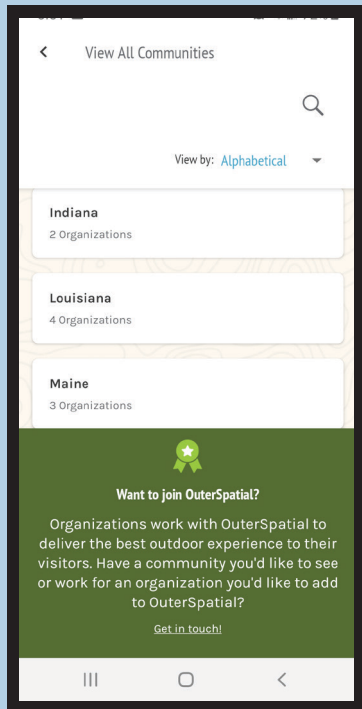 View All Communities
View by: Alphabetical
Indiana
2 Organizations
Louisiana
4 Organizations
Maine
3 Organizations
Want to join OuterSpatial?
Organizations work with OuterSpatial to
deliver the best outdoor experience to their
visitors. Have a community you'd like to see
or work for an organization you'd like to add
to OuterSpatial?
Get in touch!